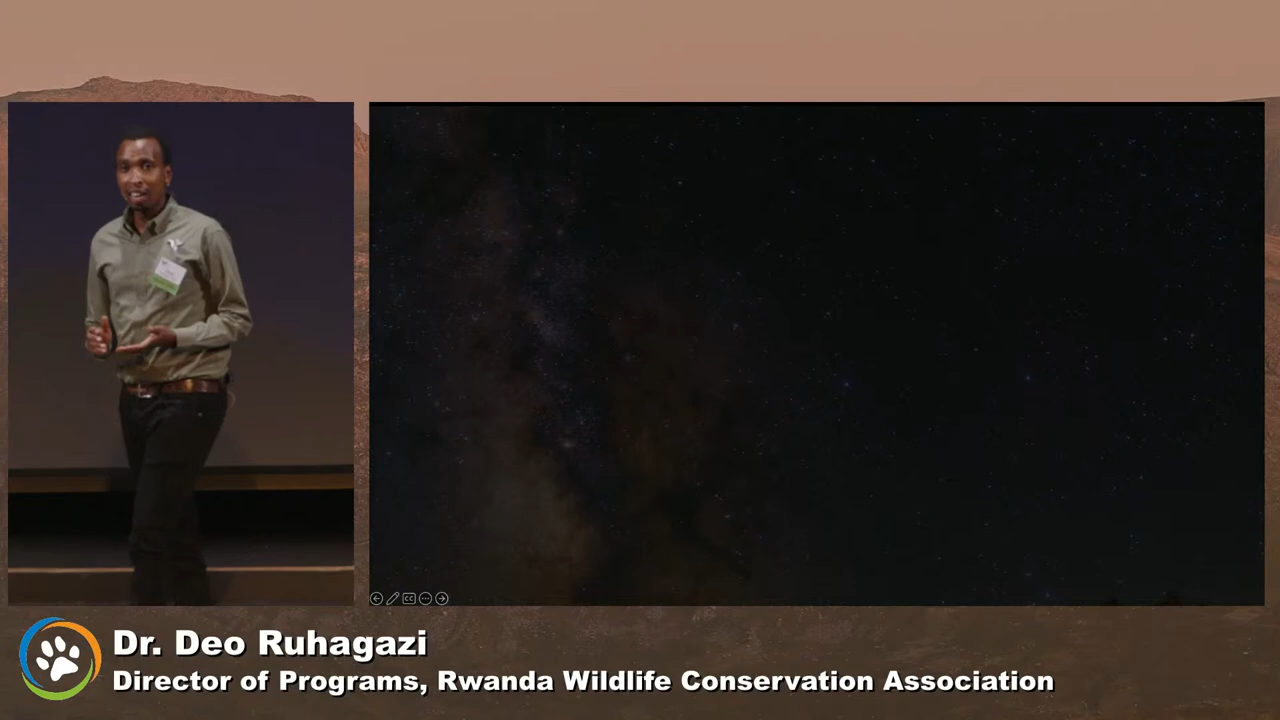 Dr. Deo Ruhagazi
Director of Programs, Rwanda Wildlife Conservation Association